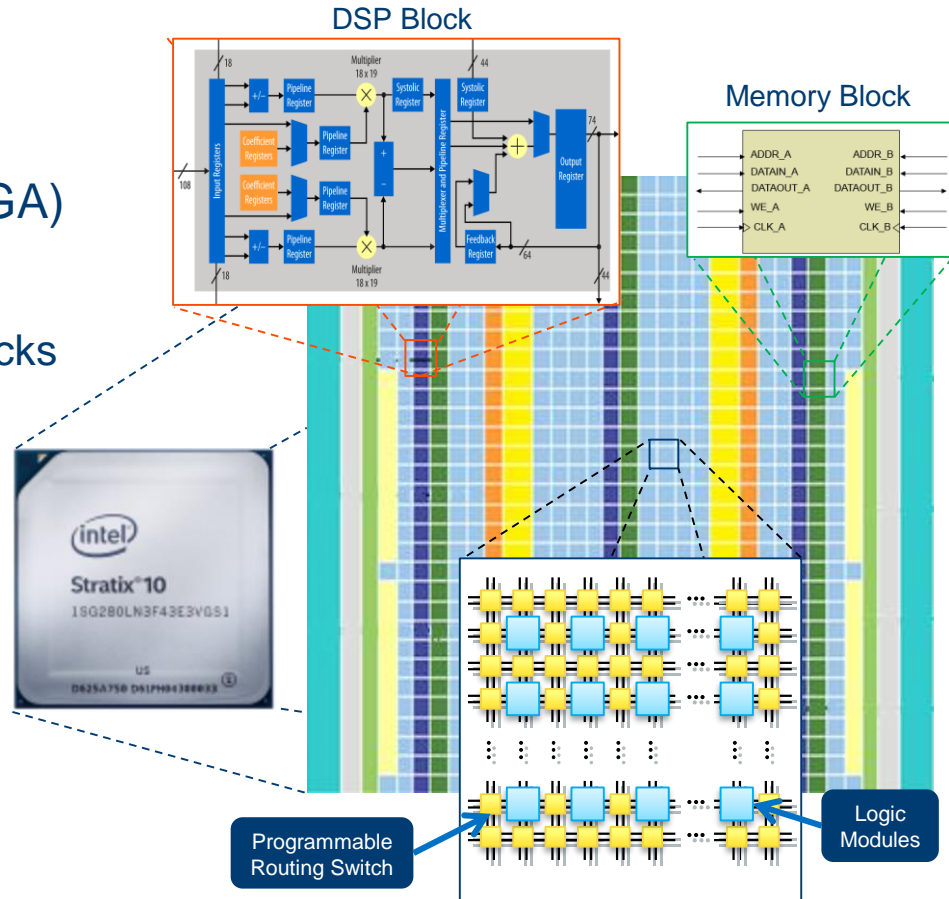 DSP Block
Memory Block
GA)
cks
18
44
Multiplier
18 x 19
+/−
Pipeline
Register
Systolic
Register
Systolic
Register
74
Coefficient
Registers
Pipeline
Register
Input Registers
108
+
−
Multiplexer and Pipeline Register
+
Output
Register
Coefficient
Registers
Pipeline
Register
+/−
Pipeline
Register
Feedback
Register
64
Multiplier
18 x 19
18
44
ADDR_A ADDR_B
DATAIN_A DATAIN_B
DATAOUT_A DATAOUT_B
WE_A WE_B
CLK_A CLK_B
intel
Stratix® 10
1SG280LN3F43E3VGS1
US
Programmable
Routing Switch
Logic
Modules